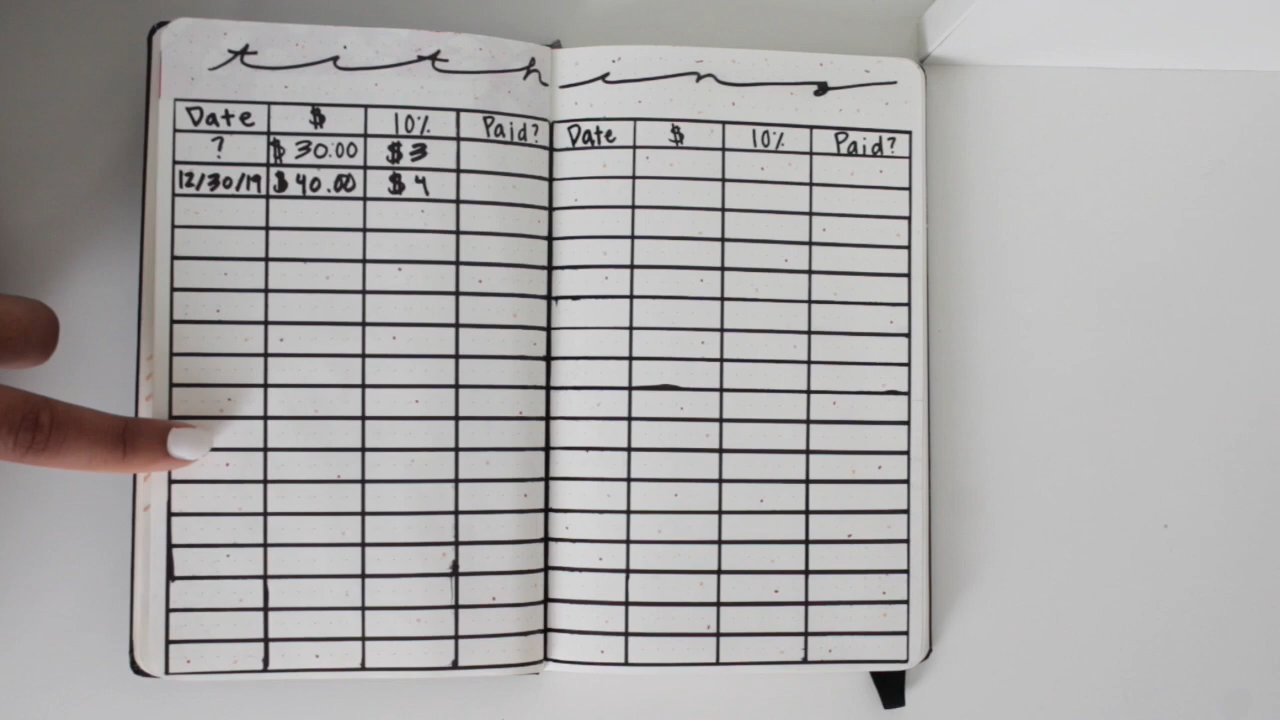 tithing
Date $ 10% Paid? Date $ 10% Paid?
? $ 30.00 $ 3
12/30/19 $ 40.00 $ 4